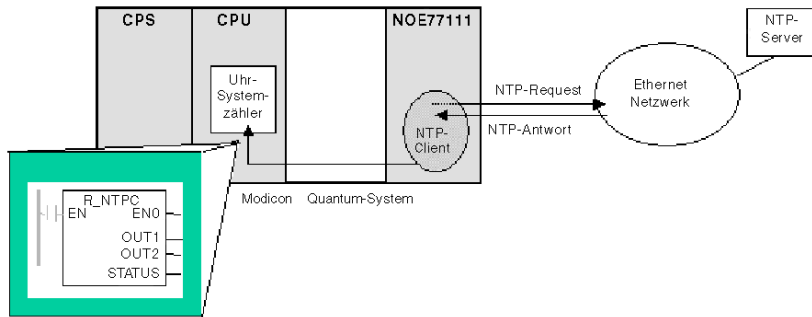 CPS
CPU
NOE77111
NTP-
Server
Uhr-
System-
zähler
NTP-Request
Ethernet
Netzwerk
NTP-Antwort
NTP-
Client
Modicon Quantum-System
R_NTPC
EN EN0
OUT1
OUT2
STATUS